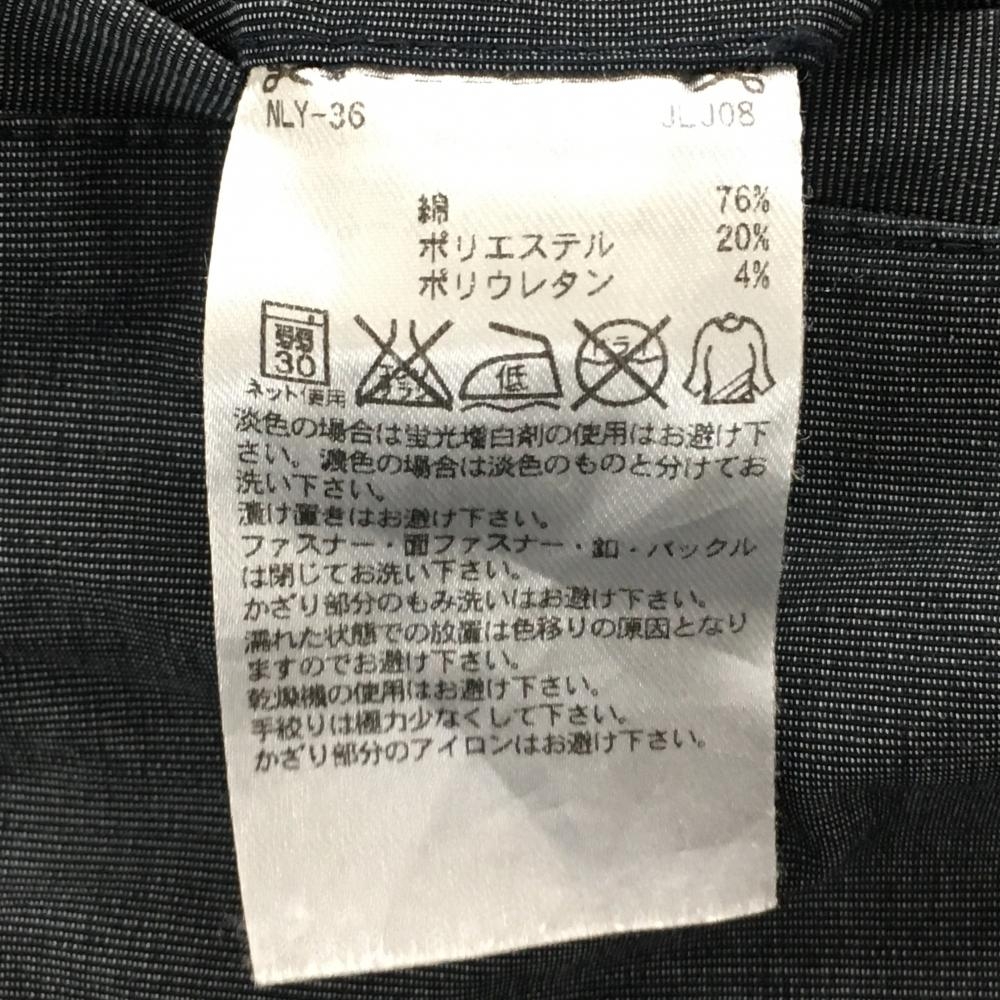 NLY-36 JLJ08
綿 76%
ポリエステル 20%
ポリウレタン 4%
弱
30
ネット使用
エンソ
サラシ
低
ドライ
淡色の場合は蛍光増白剤の使用はお避け下
さい。濃色の場合は淡色のものと分けてお
洗い下さい。
漬け置きはお避け下さい。
ファスナー・面ファスナー・釦・バックル
は閉じてお洗い下さい。
かざり部分のもみ洗いはお避け下さい。
濡れた状態での放置は色移りの原因となり
ますのでお避け下さい。
乾燥機の使用はお避け下さい。
手絞りは極力少なくして下さい。
かざり部分のアイロンはお避け下さい。